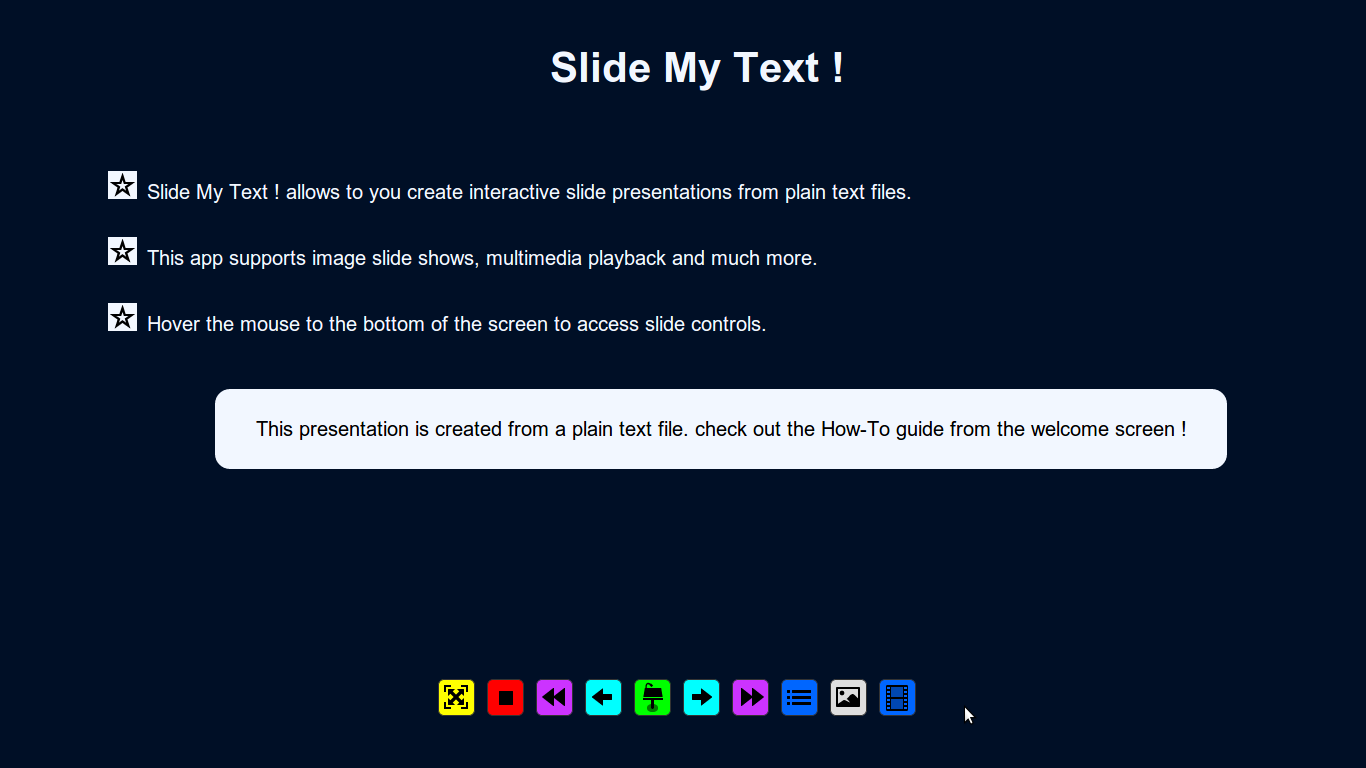 Slide My Text !
Slide My Text ! allows to you create interactive slide presentations from plain text files.
This app supports image slide shows, multimedia playback and much more.
Hover the mouse to the bottom of the screen to access slide controls.
This presentation is created from a plain text file. check out the How-To guide from the welcome screen !